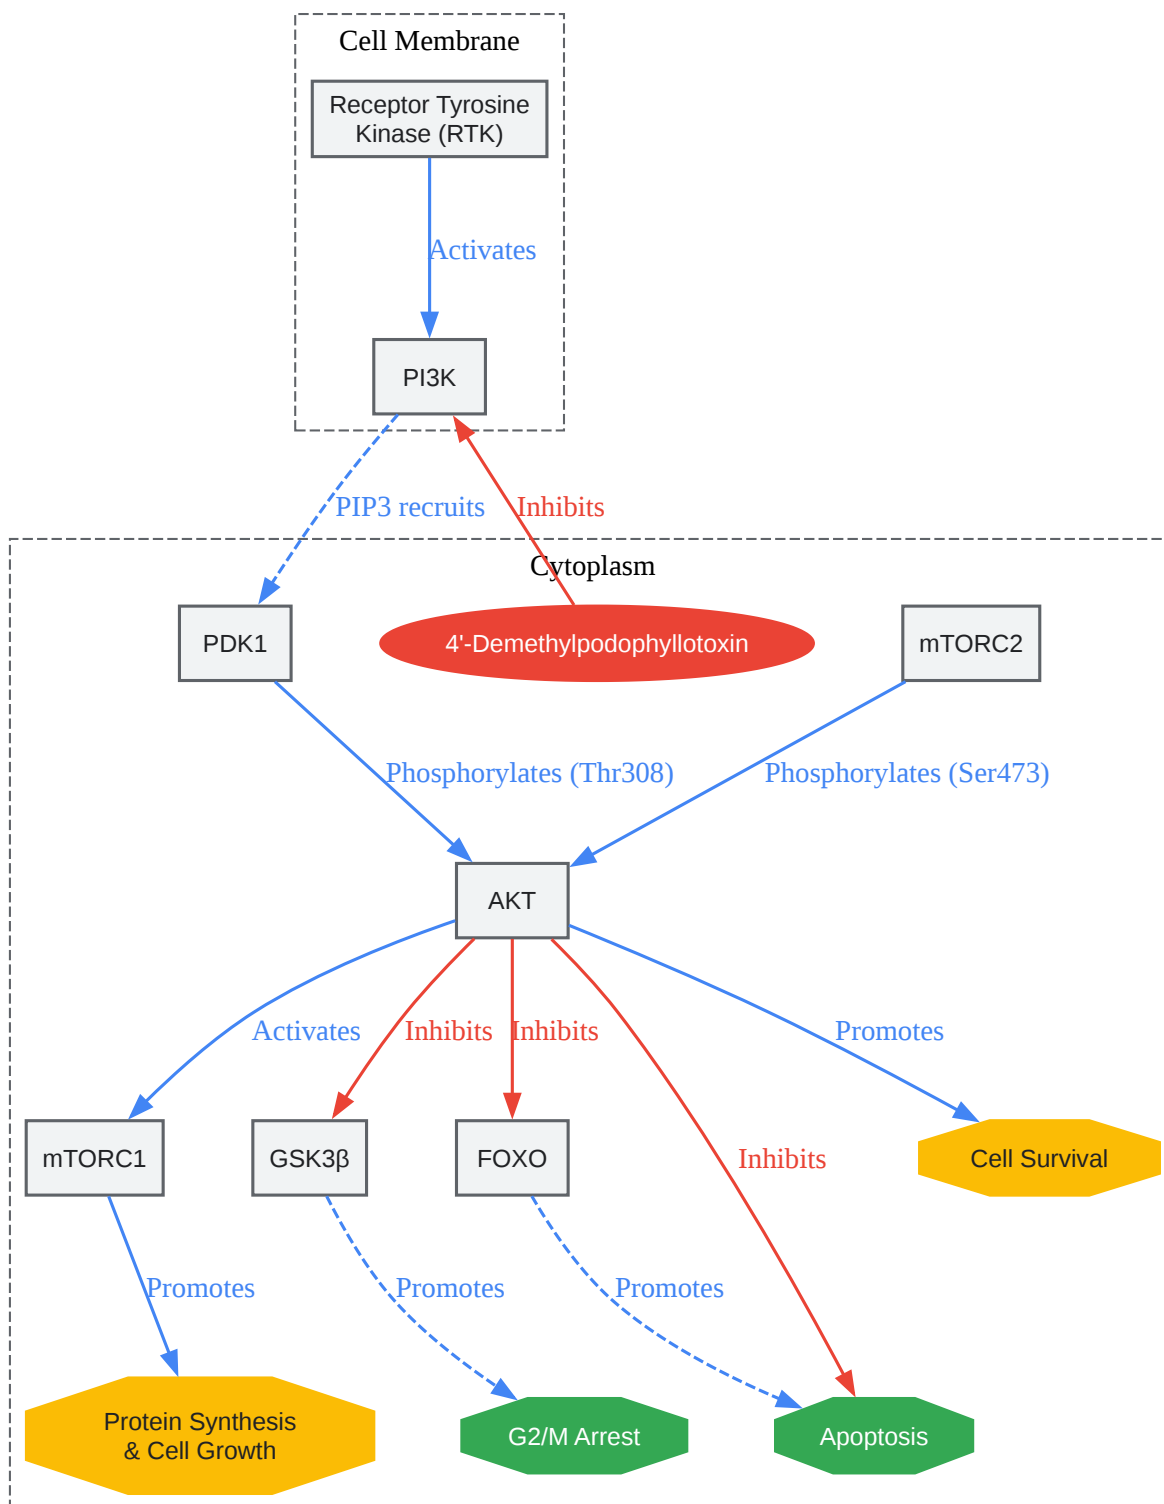 Cell Membrane
Receptor Tyrosine
Kinase (RTK)
Activates
PI3K
PIP3 recruits
Inhibits
Cytoplasm
PDK1
4'-Demethylpodophyllotoxin
mTORC2
Phosphorylates (Thr308)
Phosphorylates (Ser473)
AKT
Activates
Inhibits
Inhibits
Promotes
mTORC1
GSK3β
FOXO
Inhibits
Cell Survival
Promotes
Promotes
Promotes
Protein Synthesis
& Cell Growth
G2/M Arrest
Apoptosis